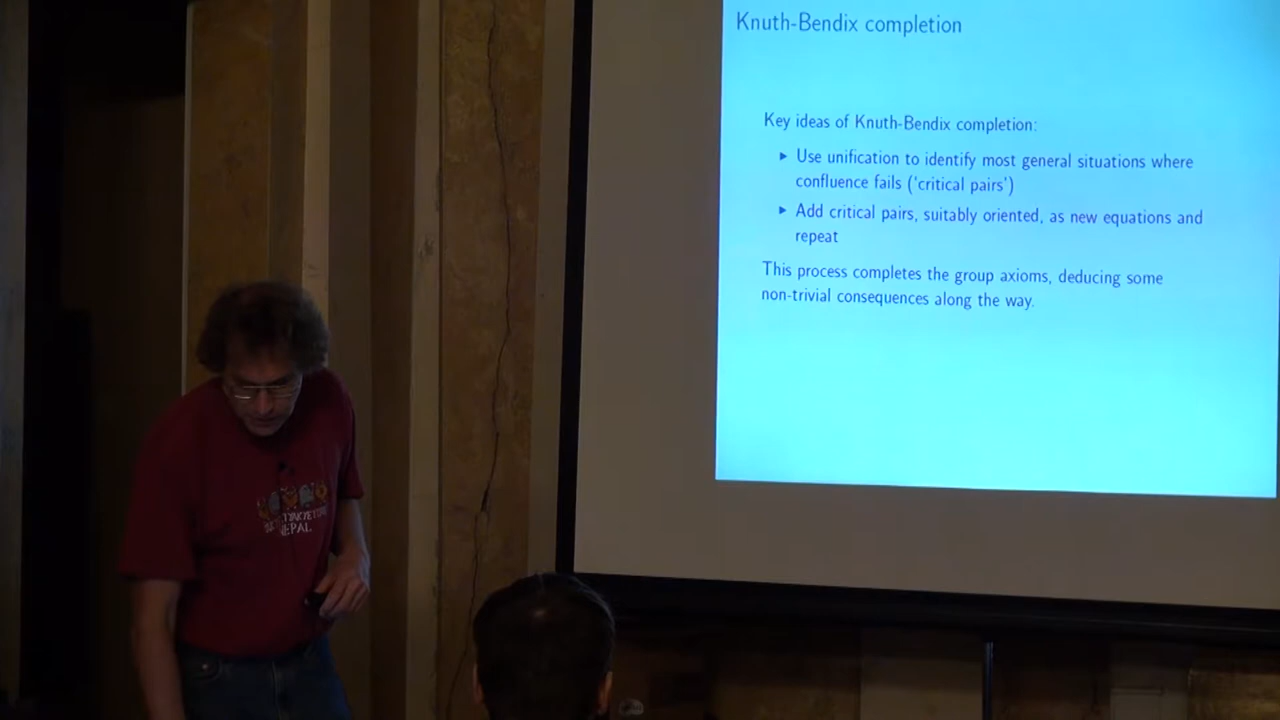 Knuth-Bendix completion
Key ideas of Knuth-Bendix completion:
▶ Use unification to identify most general situations where
confluence fails (‘critical pairs’)
▶ Add critical pairs, suitably oriented, as new equations and
repeat
This process completes the group axioms, deducing some
non-trivial consequences along the way.
NEPAL